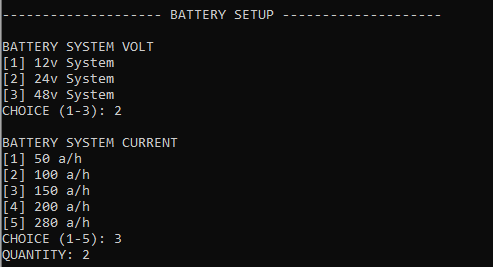 -------------------- BATTERY SETUP --------------------
BATTERY SYSTEM VOLT
[1] 12v System
[2] 24v System
[3] 48v System
CHOICE (1-3): 2
BATTERY SYSTEM CURRENT
[1] 50 a/h
[2] 100 a/h
[3] 150 a/h
[4] 200 a/h
[5] 280 a/h
CHOICE (1-5): 3
QUANTITY: 2